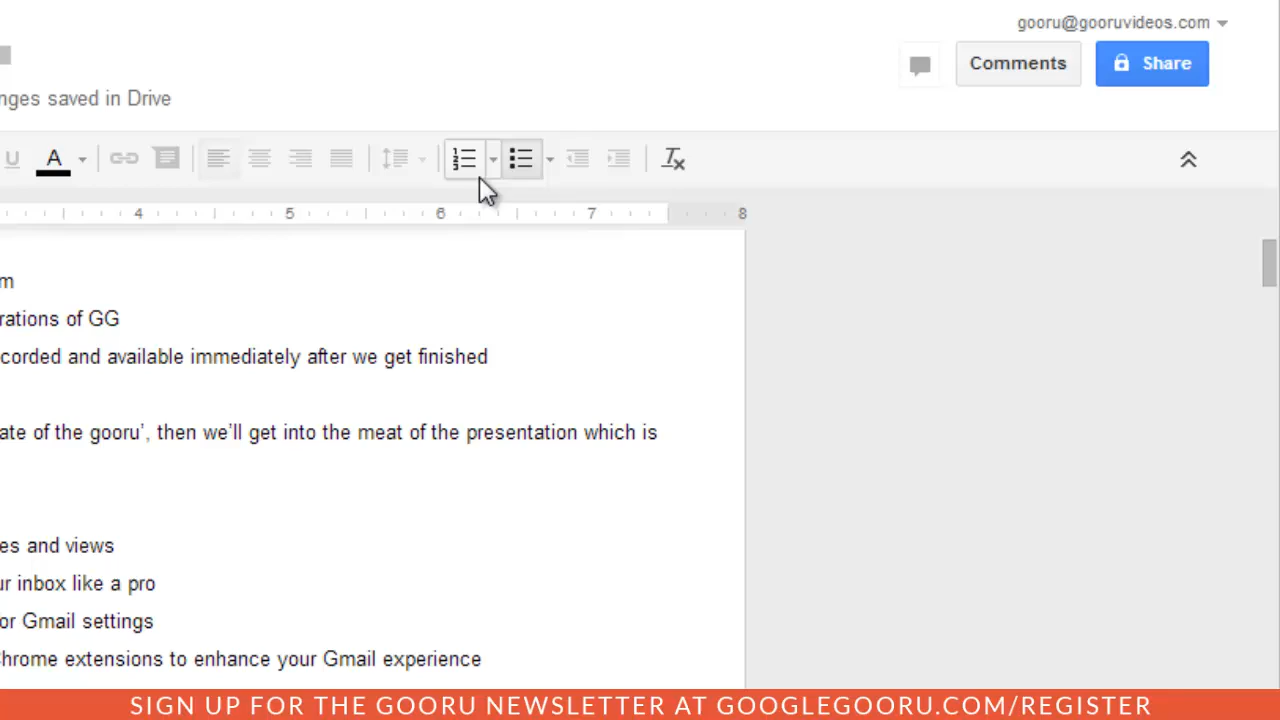 gooru@gooruvideos.com
Comments
Share
nges saved in Drive
U A
4 5 6 7 8
m
rations of GG
corded and available immediately after we get finished
ate of the gooru’, then we’ll get into the meat of the presentation which is
es and views
ur inbox like a pro
or Gmail settings
Chrome extensions to enhance your Gmail experience
SIGN UP FOR THE GOORU NEWSLETTER AT GOOGLEGOORU.COM/REGISTER